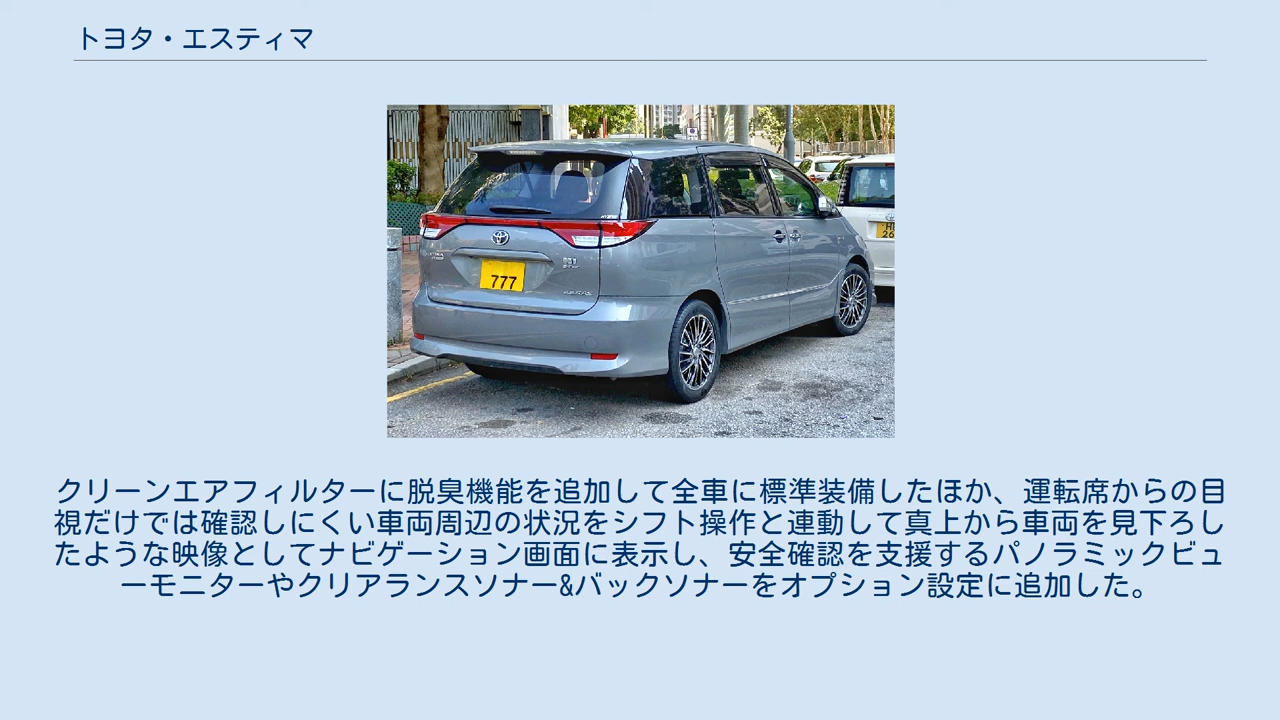 トヨタ・エスティマ
777
クリーンエアフィルターに脱臭機能を追加して全車に標準装備したほか、運転席からの目
視だけでは確認しにくい車両周辺の状況をシフト操作と連動して真上から車両を見下ろし
たような映像としてナビゲーション画面に表示し、安全確認を支援するパノラミックビュ
ーモニターやクリアランスソナー&バックソナーをオプション設定に追加した。